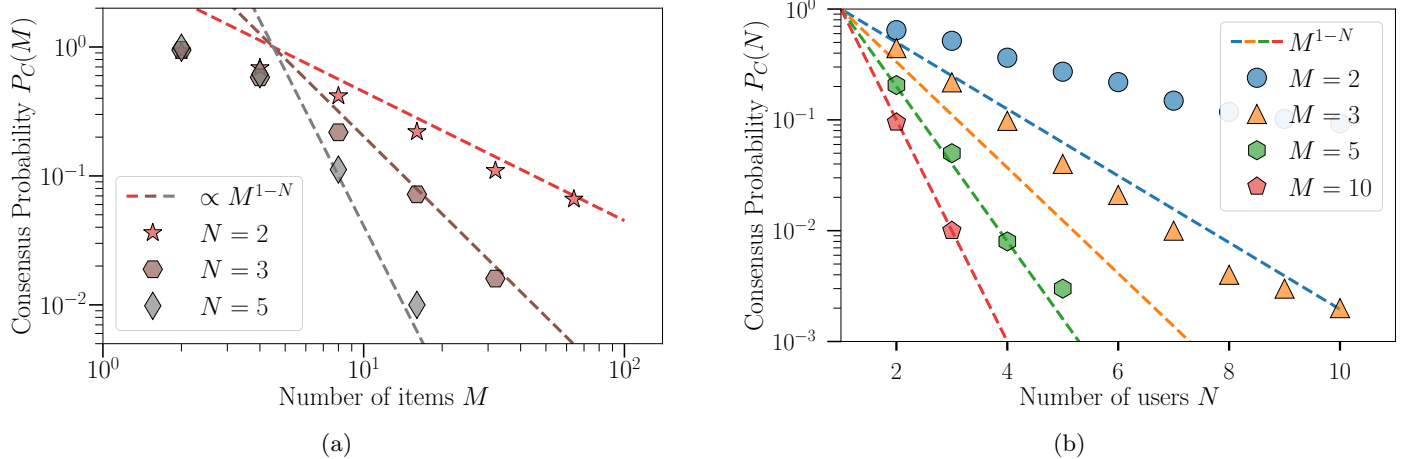 Consensus Probability P_C(M)
10^0
10^{-1}
10^{-2}
∝ M^{1−N}
N = 2
N = 3
N = 5
10^0
10^1
10^2
Number of items M
(a)
Consensus Probability P_C(N)
10^0
10^{-1}
10^{-2}
10^{-3}
M^{1−N}
M = 2
M = 3
M = 5
M = 10
2
4
6
8
10
Number of users N
(b)